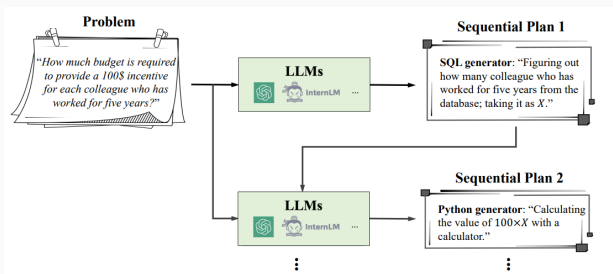 Problem
“How much budget is required
to provide a 100$ incentive
for each colleague who has
worked for five years?”
LLMs
InternLM ...
Sequential Plan 1
SQL generator: “Figuring out
how many colleague who has
worked for five years from the
database; taking it as X.”
LLMs
InternLM ...
Sequential Plan 2
Python generator: “Calculating
the value of 100×X with a
calculator.”